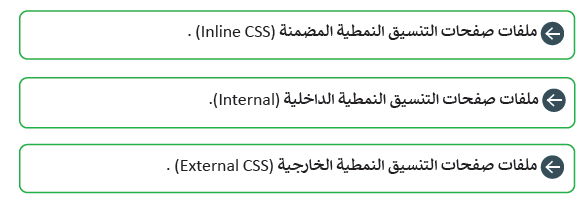 ملفات صفحات التنسيق النمطية المضمنة (Inline CSS) .
ملفات صفحات التنسيق النمطية الداخلية (Internal).
ملفات صفحات التنسيق النمطية الخارجية (External CSS) .